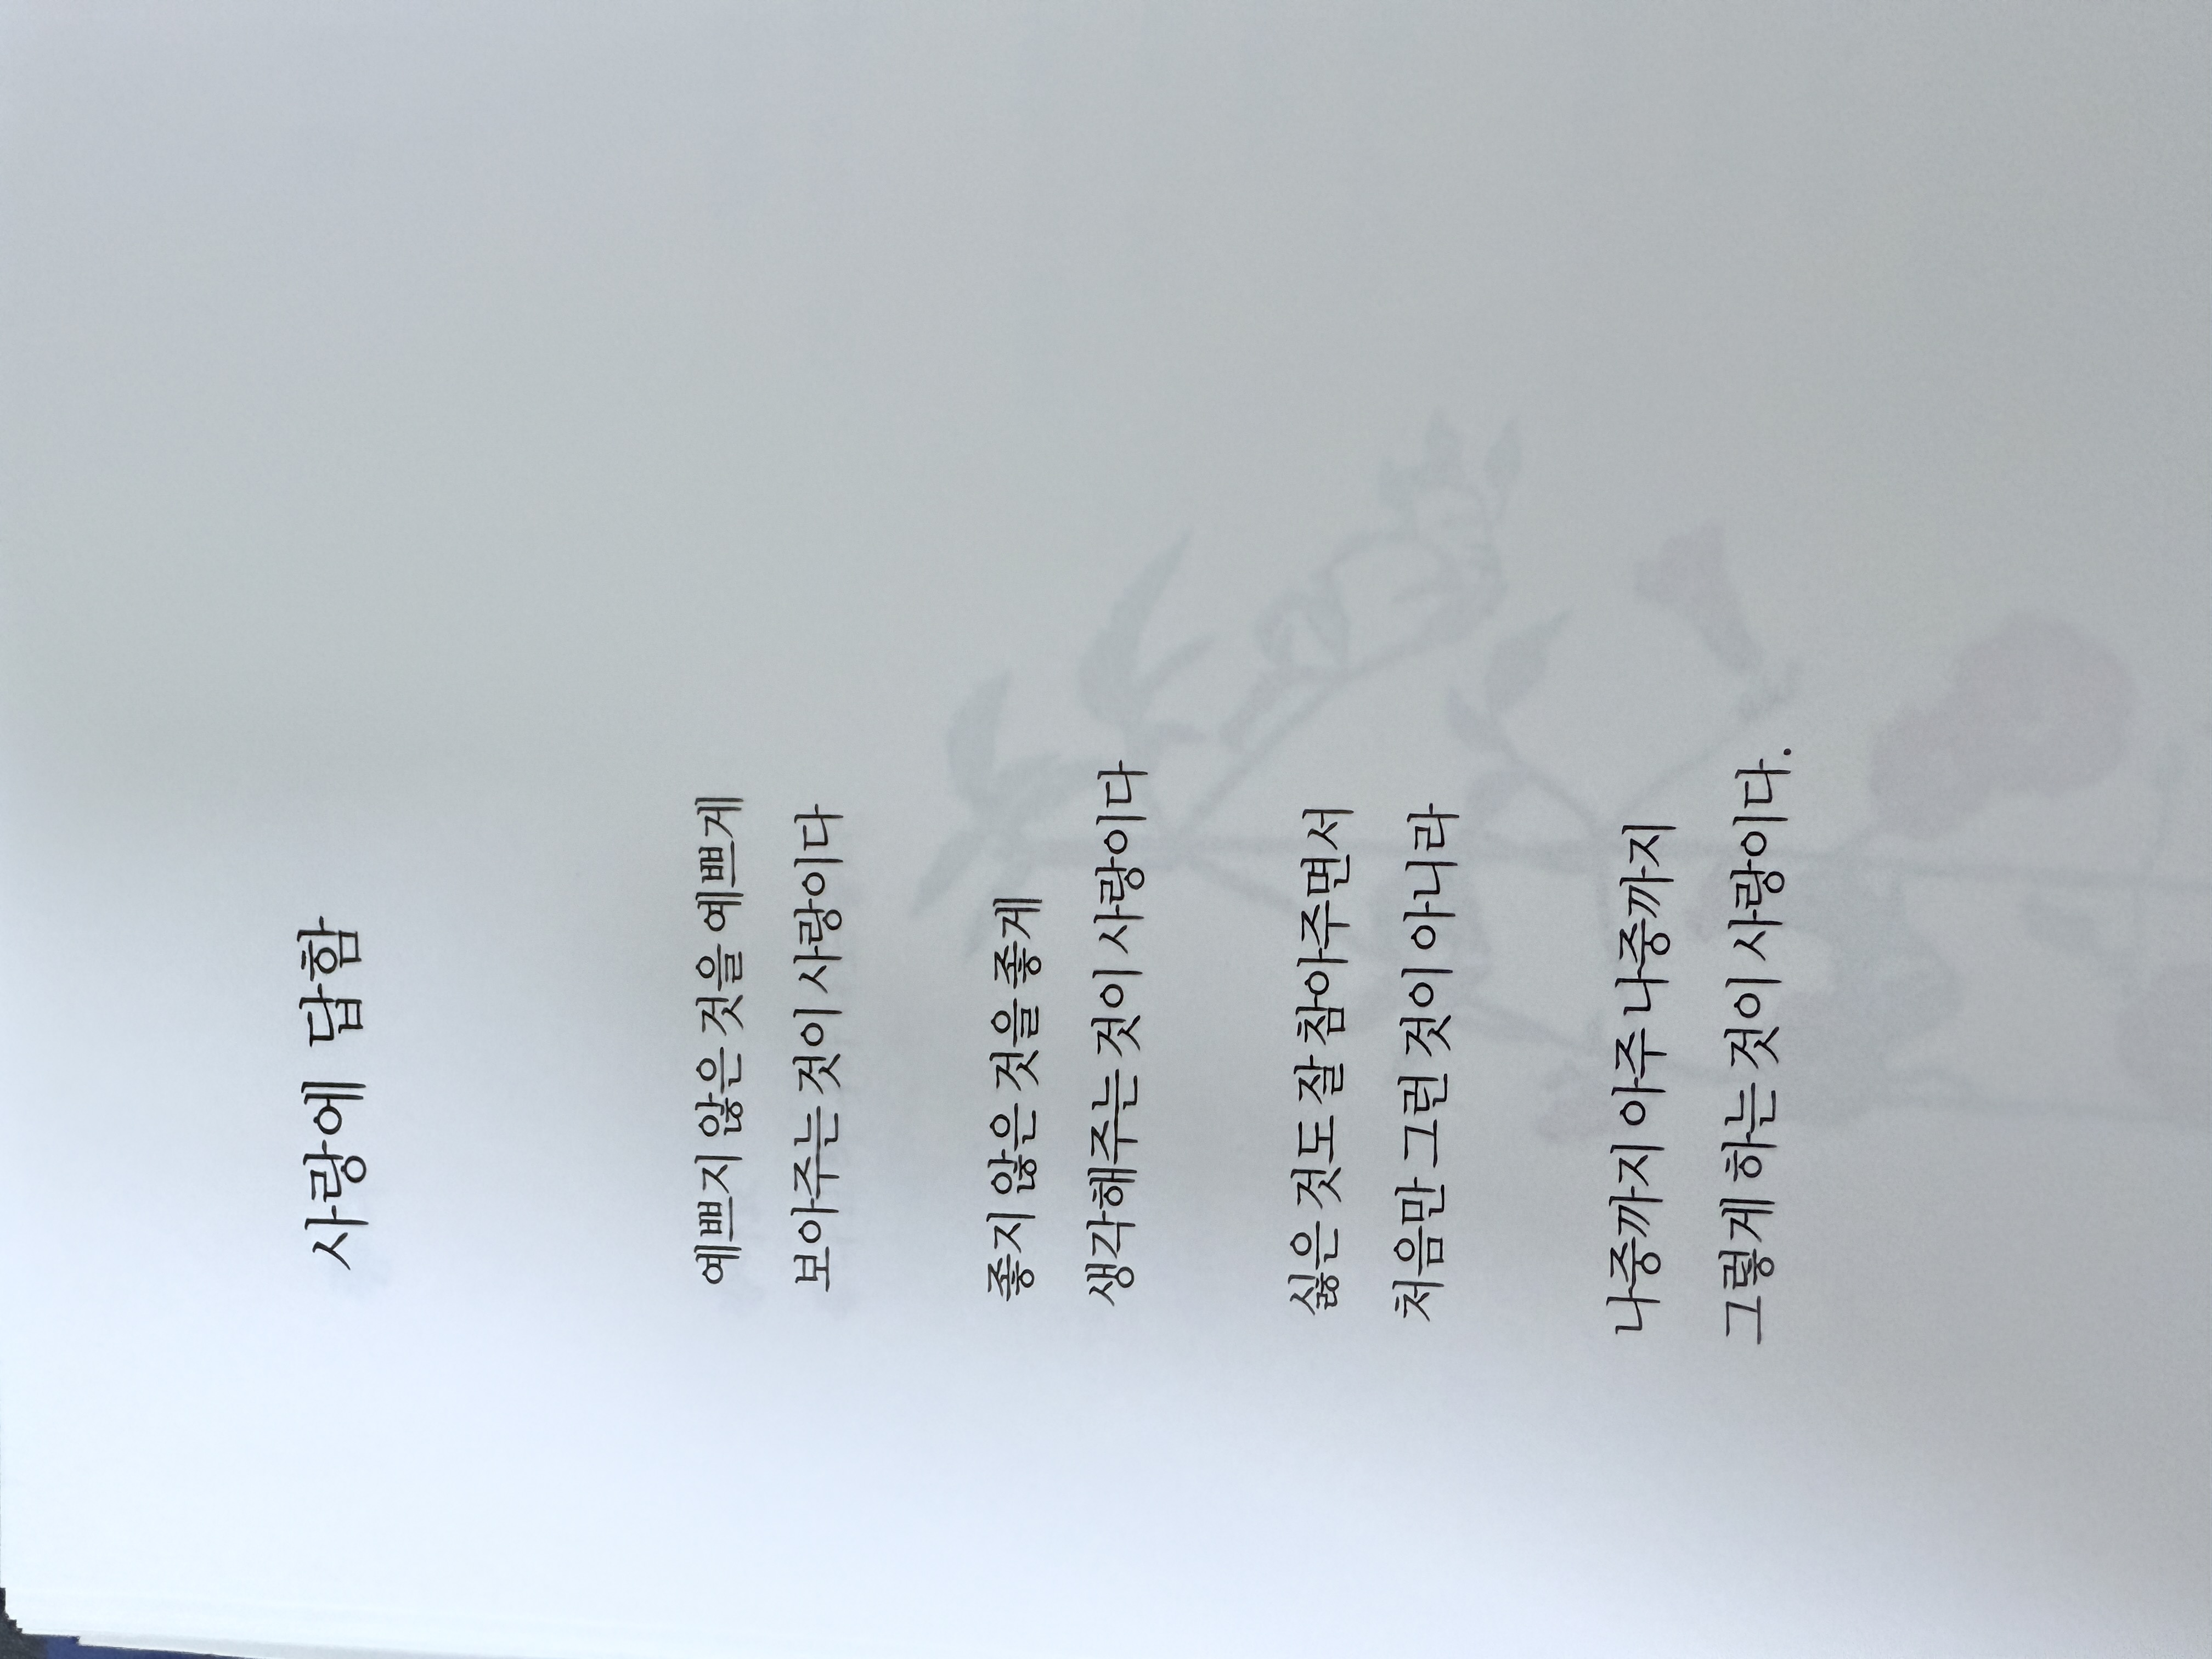 사랑에 답함
예쁘지 않은 것을 예쁘게
보아주는 것이 사랑이다
좋지 않은 것을 좋게
생각해주는 것이 사랑이다
싫은 것도 잘 참아주면서
처음만 그런 것이 아니라
나중까지 아주 나중까지
그렇게 하는 것이 사랑이다.